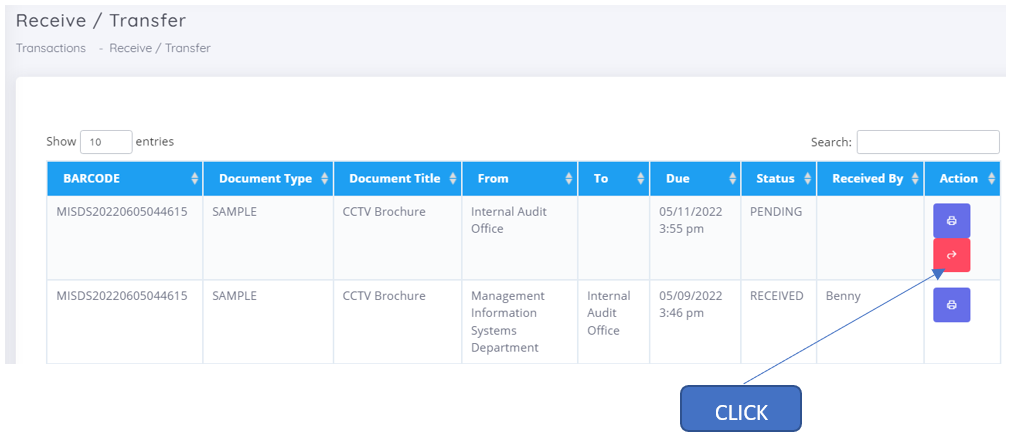 Receive / Transfer
Transactions - Receive / Transfer
Show 10 entries
Search:
BARCODE Document Type Document Title From To Due Status Received By Action
MISDS20220605044615 SAMPLE CCTV Brochure Internal Audit 05/11/2022 PENDING
Office 3:55 pm
MISDS20220605044615 SAMPLE CCTV Brochure Management Internal 05/09/2022 RECEIVED Benny
Information Audit 3:46 pm
Systems Office
Department
CLICK